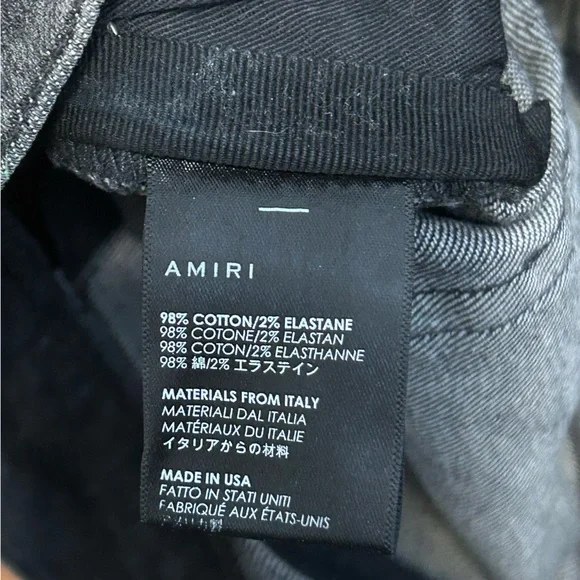 AMIRI
98% COTTON/2% ELASTANE
98% COTONE/2% ELASTAN
98% COTTON/2% ELASTHANNE
98% 綿/2% エラステイン
MATERIALS FROM ITALY
MATERIALI DAL ITALIA
MATÉRIAUX DU ITALIE
イタリアからの材料
MADE IN USA
FATTO IN STATI UNITI
FABRIQUÉ AUX ÉTATS-UNIS